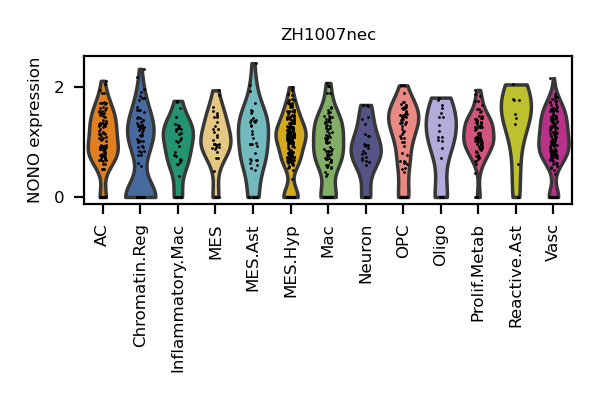 ZH1007nec
NONO expression
2
0
AC
Chromatin.Reg
Inflammatory.Mac
MES
MES.Ast
MES.Hyp
Mac
Neuron
OPC
Oligo
Prolif.Metab
Reactive.Ast
Vasc